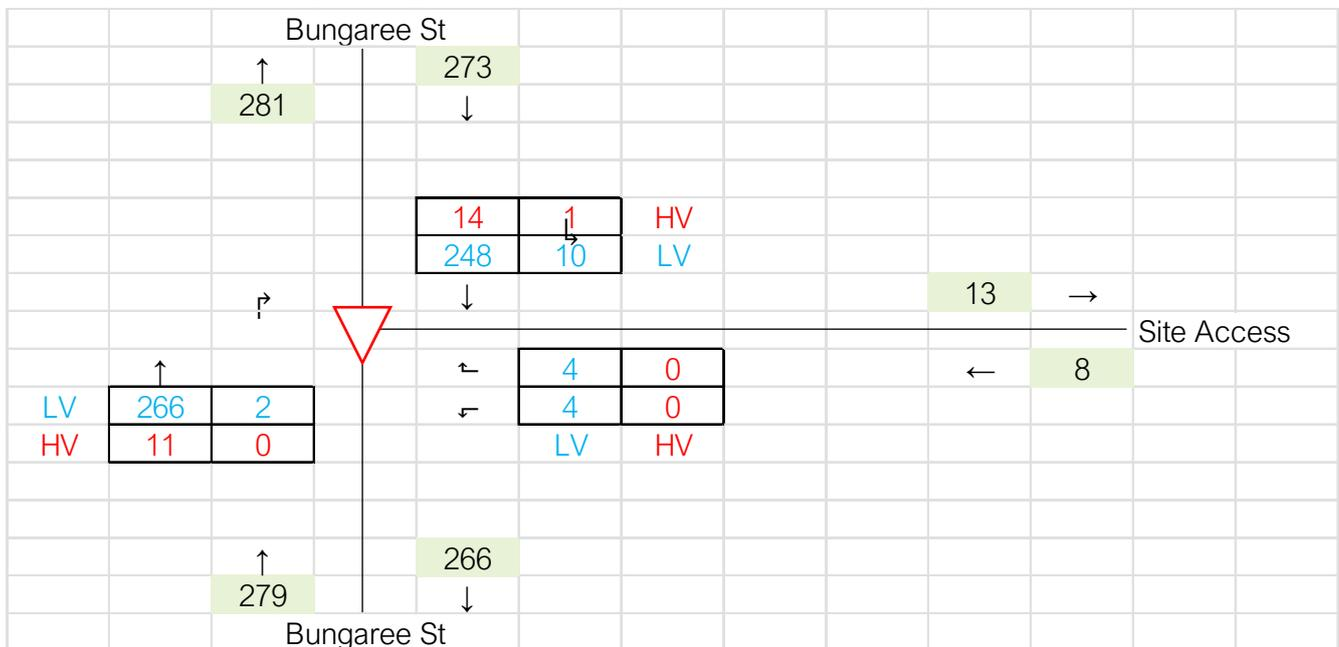 Bungaree St
↑ 273
281 ↓
14 1 HV
248 10 LV
↓ 13 →
Site Access
↑ 4 0 ← 8
LV 266 2 4 0
HV 11 0 LV HV
↑ 266
279 ↓
Bungaree St